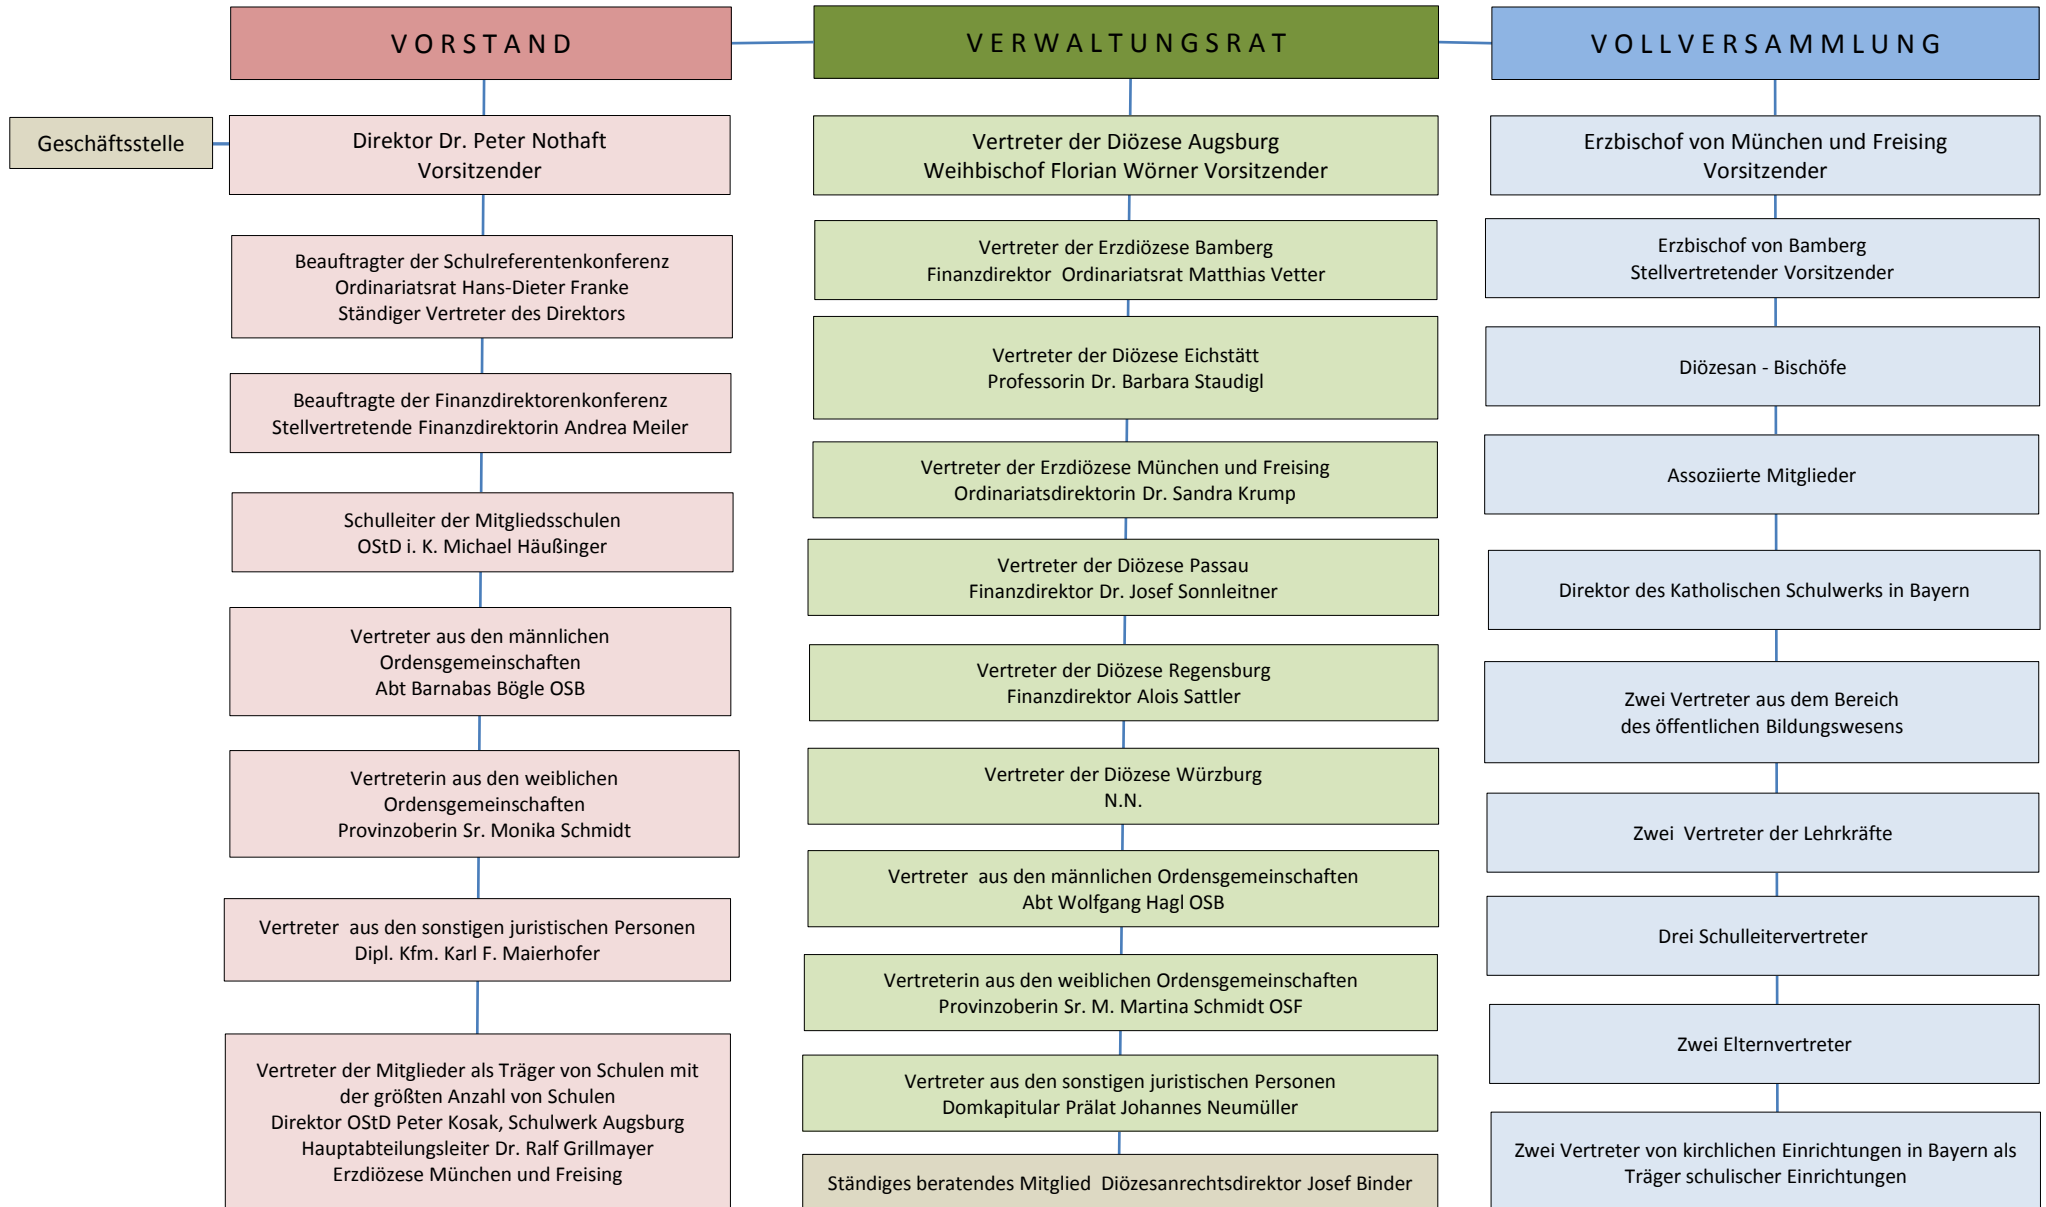 VORSTAND
Geschäftsstelle
Direktor Dr. Peter Nothaft
Vorsitzender
Beauftragter der Schulreferentenkonferenz
Ordinariatsrat Hans-Dieter Franke
Ständiger Vertreter des Direktors
Beauftragte der Finanzdirektorenkonferenz
Stellvertretende Finanzdirektorin Andrea Meiler
Schulleiter der Mitgliedsschulen
OStD i. K. Michael Häußinger
Vertreter aus den männlichen
Ordensgemeinschaften
Abt Barnabas Bögle OSB
Vertreterin aus den weiblichen
Ordensgemeinschaften
Provinzoberin Sr. Monika Schmidt
Vertreter aus den sonstigen juristischen Personen
Dipl. Kfm. Karl F. Maierhofer
Vertreter der Mitglieder als Träger von Schulen mit
der größten Anzahl von Schulen
Direktor OStD Peter Kosak, Schulwerk Augsburg
Hauptabteilungsleiter Dr. Ralf Grillmayer
Erzdiözese München und Freising
VERWALTUNGSRAT
Vertreter der Diözese Augsburg
Weihbischof Florian Wörner Vorsitzender
Vertreter der Erzdiözese Bamberg
Finanzdirektor Ordinariatsrat Matthias Vetter
Vertreter der Diözese Eichstätt
Professorin Dr. Barbara Staudigl
Vertreter der Erzdiözese München und Freising
Ordinariatsdirektorin Dr. Sandra Krump
Vertreter der Diözese Passau
Finanzdirektor Dr. Josef Sonnleitner
Vertreter der Diözese Regensburg
Finanzdirektor Alois Sattler
Vertreter der Diözese Würzburg
N.N.
Vertreter aus den männlichen Ordensgemeinschaften
Abt Wolfgang Hagl OSB
Vertreterin aus den weiblichen Ordensgemeinschaften
Provinzoberin Sr. M. Martina Schmidt OSF
Vertreter aus den sonstigen juristischen Personen
Domkapitular Prälat Johannes Neumüller
Ständiges beratendes Mitglied Diözesanrechtsdirektor Josef Binder
VOLLVERSAMMLUNG
Erzbischof von München und Freising
Vorsitzender
Erzbischof von Bamberg
Stellvertretender Vorsitzender
Diözesan - Bischöfe
Assoziierte Mitglieder
Direktor des Katholischen Schulwerks in Bayern
Zwei Vertreter aus dem Bereich
des öffentlichen Bildungswesens
Zwei Vertreter der Lehrkräfte
Drei Schulleitervertreter
Zwei Elternvertreter
Zwei Vertreter von kirchlichen Einrichtungen in Bayern als
Träger schulischer Einrichtungen